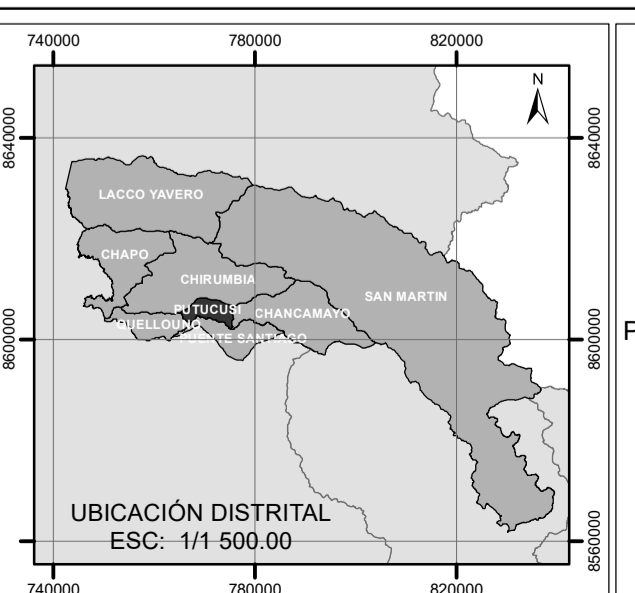 740000
780000
820000
N
8640000
8640000
LACCO YAVERO
CHAPO
CHIRUMBIA
SAN MARTIN
PUTUCUSI
CHANCAMAYO
QUELLOUNO
PUENTE SANTIAGO
8600000
8600000
P
UBICACIÓN DISTRITAL
ESC: 1/1 500.00
8560000
8560000
740000
780000
820000